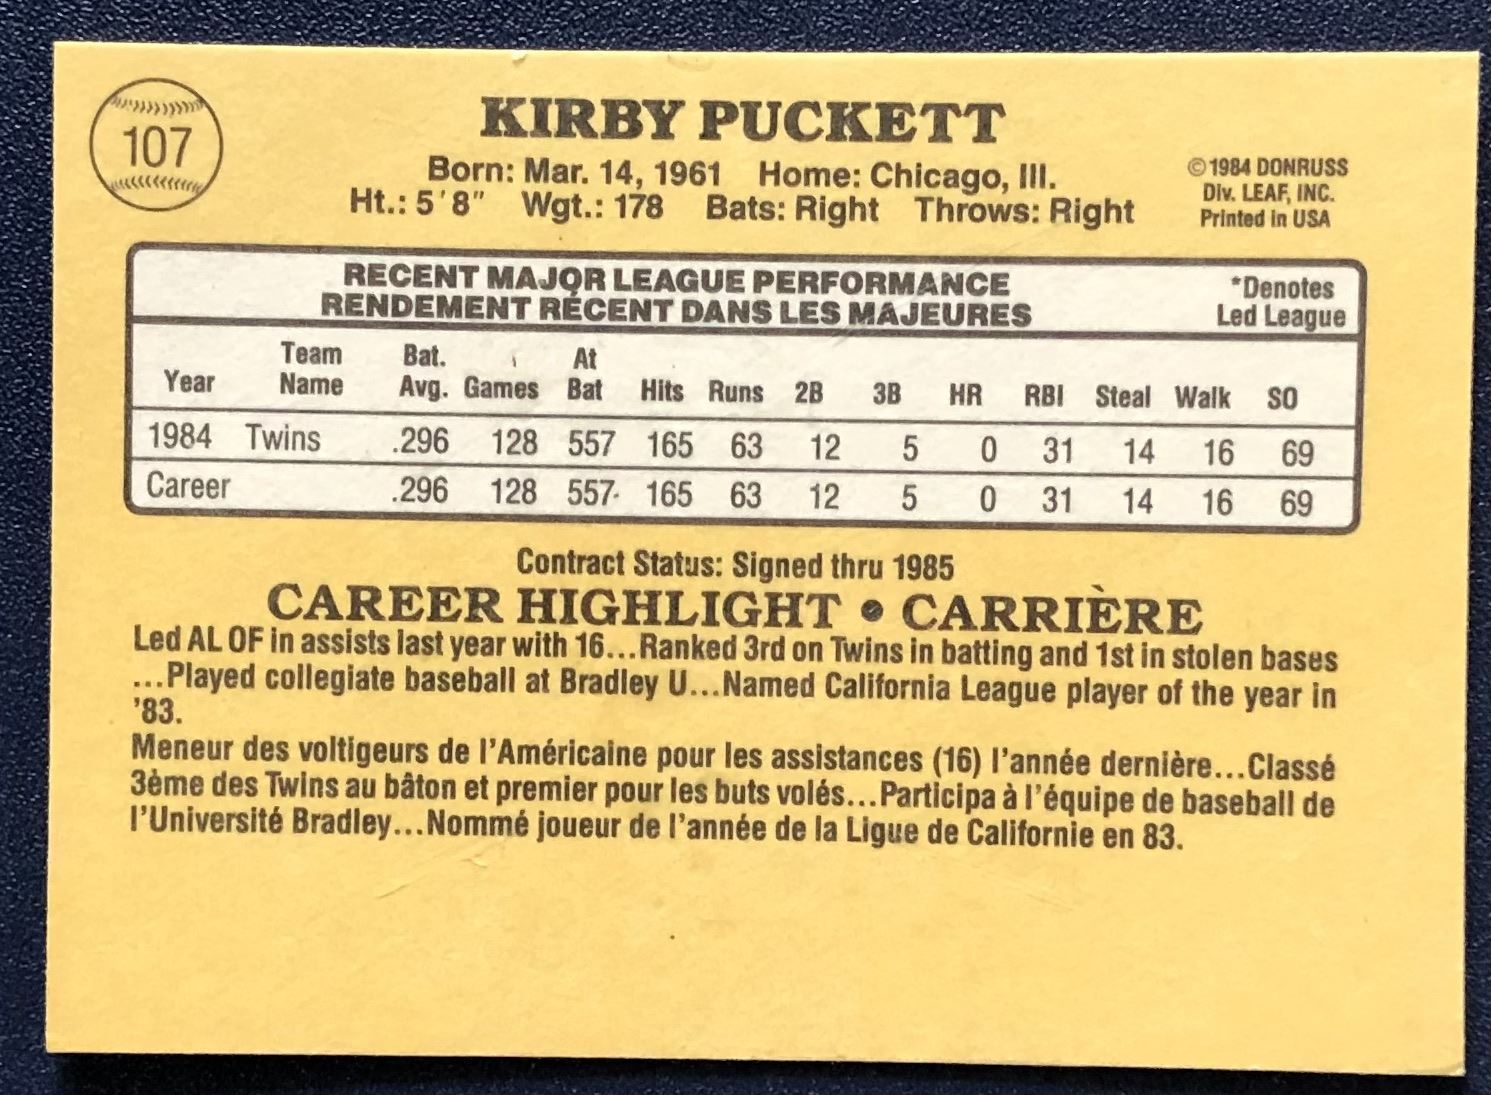 107
KIRBY PUCKETT
Born: Mar. 14, 1961 Home: Chicago, Ill.
Ht.: 5'8" Wgt.: 178 Bats: Right Throws: Right
©1984 DONRUSS
Div. LEAF, INC.
Printed in USA
RECENT MAJOR LEAGUE PERFORMANCE
RENDEMENT RÉCENT DANS LES MAJEURES
*Denotes
Led League
Year Team Name Bat. Avg. Games At Bat Hits Runs 2B 3B HR RBI Steal Walk SO
1984 Twins .296 128 557 165 63 12 5 0 31 14 16 69
Career .296 128 557 165 63 12 5 0 31 14 16 69
Contract Status: Signed thru 1985
CAREER HIGHLIGHT • CARRIÈRE
Led AL OF in assists last year with 16...Ranked 3rd on Twins in batting and 1st in stolen bases
...Played collegiate baseball at Bradley U...Named California League player of the year in
'83.
Meneur des voltigeurs de l'Américaine pour les assistances (16) l'année dernière...Classé
3ème des Twins au bâton et premier pour les buts volés...Participa à l'équipe de baseball de
l'Université Bradley...Nommé joueur de l'année de la Ligue de Californie en 83.